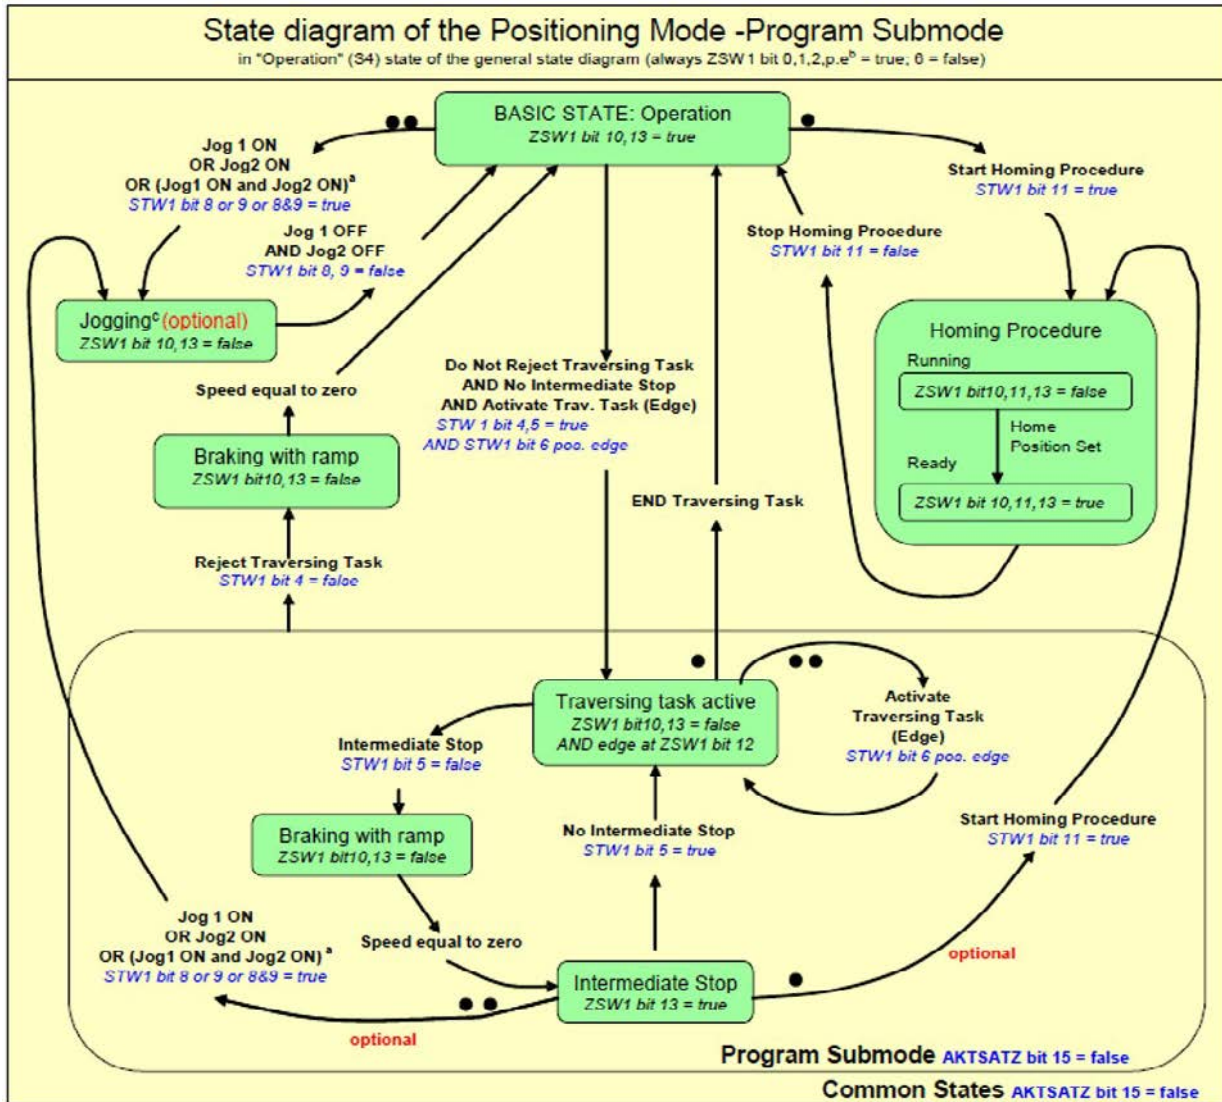 State diagram of the Positioning Mode -Program Submode
in "Operation" (S4) state of the general state diagram (always ZSW1 bit 0,1,2,p.eᵇ = true; 6 = false)
BASIC STATE: Operation
ZSW1 bit 10,13 = true
Jog 1 ON
OR Jog2 ON
OR (Jog1 ON and Jog2 ON)ᵃ
STW1 bit 8 or 9 or 8&9 = true
Start Homing Procedure
STW1 bit 11 = true
Jog 1 OFF
AND Jog2 OFF
STW1 bit 8, 9 = false
Stop Homing Procedure
STW1 bit 11 = false
Joggingᶜ (optional)
ZSW1 bit 10,13 = false
Homing Procedure
Running
ZSW1 bit10,11,13 = false
Home
Position Set
Ready
ZSW1 bit 10,11,13 = true
Speed equal to zero
Do Not Reject Traversing Task
AND No Intermediate Stop
AND Activate Trav. Task (Edge)
STW 1 bit 4,5 = true
AND STW1 bit 6 pos. edge
Braking with ramp
ZSW1 bit10,13 = false
END Traversing Task
Reject Traversing Task
STW1 bit 4 = false
Traversing task active
ZSW1 bit10,13 = false
AND edge at ZSW1 bit 12
Activate
Traversing Task
(Edge)
STW1 bit 6 pos. edge
Intermediate Stop
STW1 bit 5 = false
Braking with ramp
ZSW1 bit10,13 = false
No Intermediate Stop
STW1 bit 5 = true
Start Homing Procedure
STW1 bit 11 = true
Jog 1 ON
OR Jog2 ON
OR (Jog1 ON and Jog2 ON)ᵃ
STW1 bit 8 or 9 or 8&9 = true
Speed equal to zero
optional
Intermediate Stop
ZSW1 bit 13 = true
optional
Program Submode AKTSATZ bit 15 = false
Common States AKTSATZ bit 15 = false